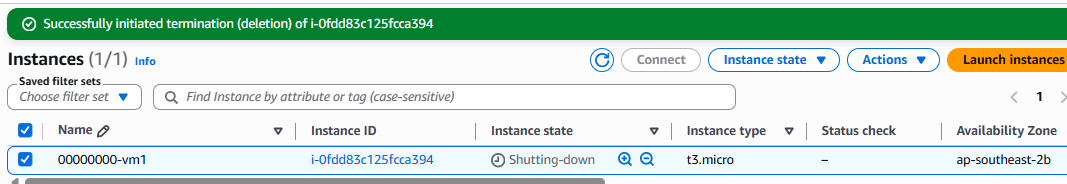 Successfully initiated termination (deletion) of i-0fdd83c125fcca394
Instances (1/1) Info
Connect Instance state Actions Launch instances
Saved filter sets
Choose filter set Find Instance by attribute or tag (case-sensitive) 1
Name Instance ID Instance state Instance type Status check Availability Zone
00000000-vm1 i-0fdd83c125fcca394 Shutting-down t3.micro – ap-southeast-2b